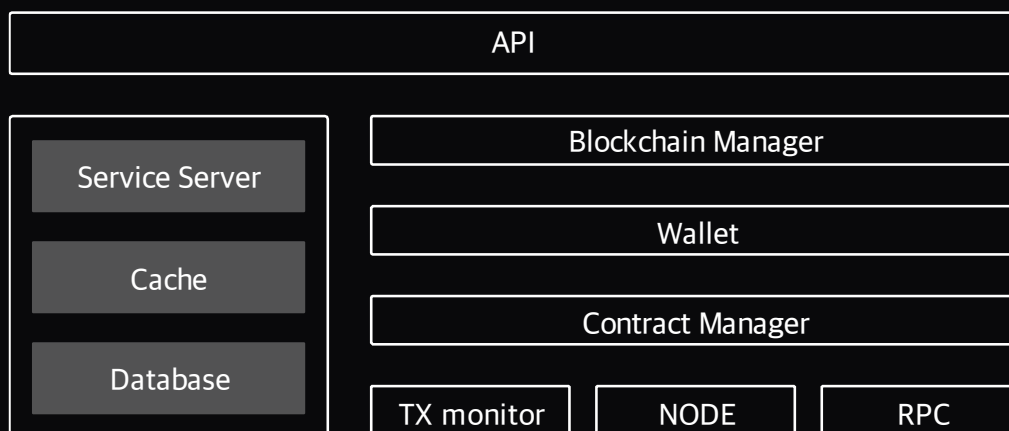 API
Service Server
Cache
Database
Blockchain Manager
Wallet
Contract Manager
TX monitor
NODE
RPC